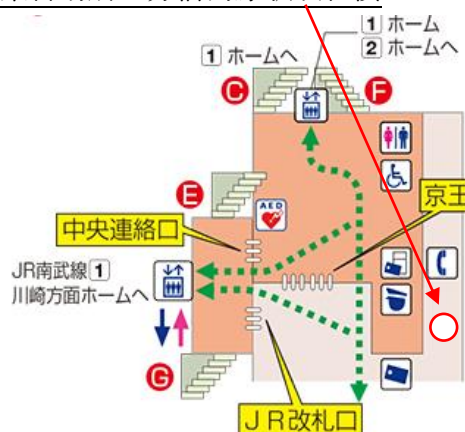 1 ホーム
2 ホームへ
1 ホームへ
C
F
E
AED
京王
中央連絡口
JR南武線 1
川崎方面ホームへ
G
JR改札口